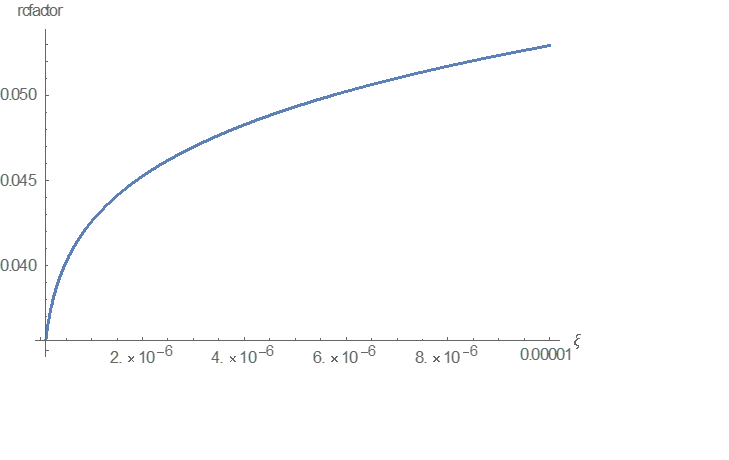 rcfactor
0.050
0.045
0.040
2. × 10⁻⁶ 4. × 10⁻⁶ 6. × 10⁻⁶ 8. × 10⁻⁶ 0.00001 ξ